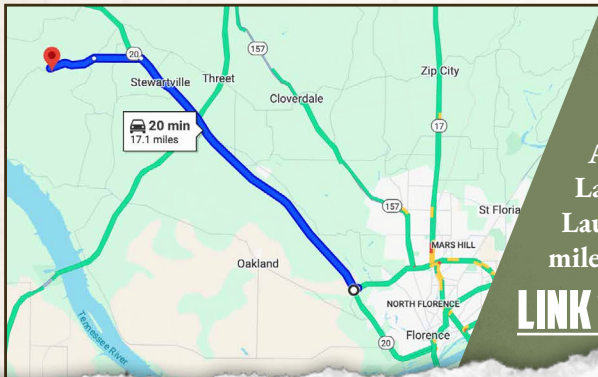 157
20
Zip City
Stewartville
Threet
Cloverdale
20 min
17.1 miles
17
157
St Floria
MARS HILL
Oakland
NORTH FLORENCE
Tennessee River
Florence
20
La
Lau
mile
LINK